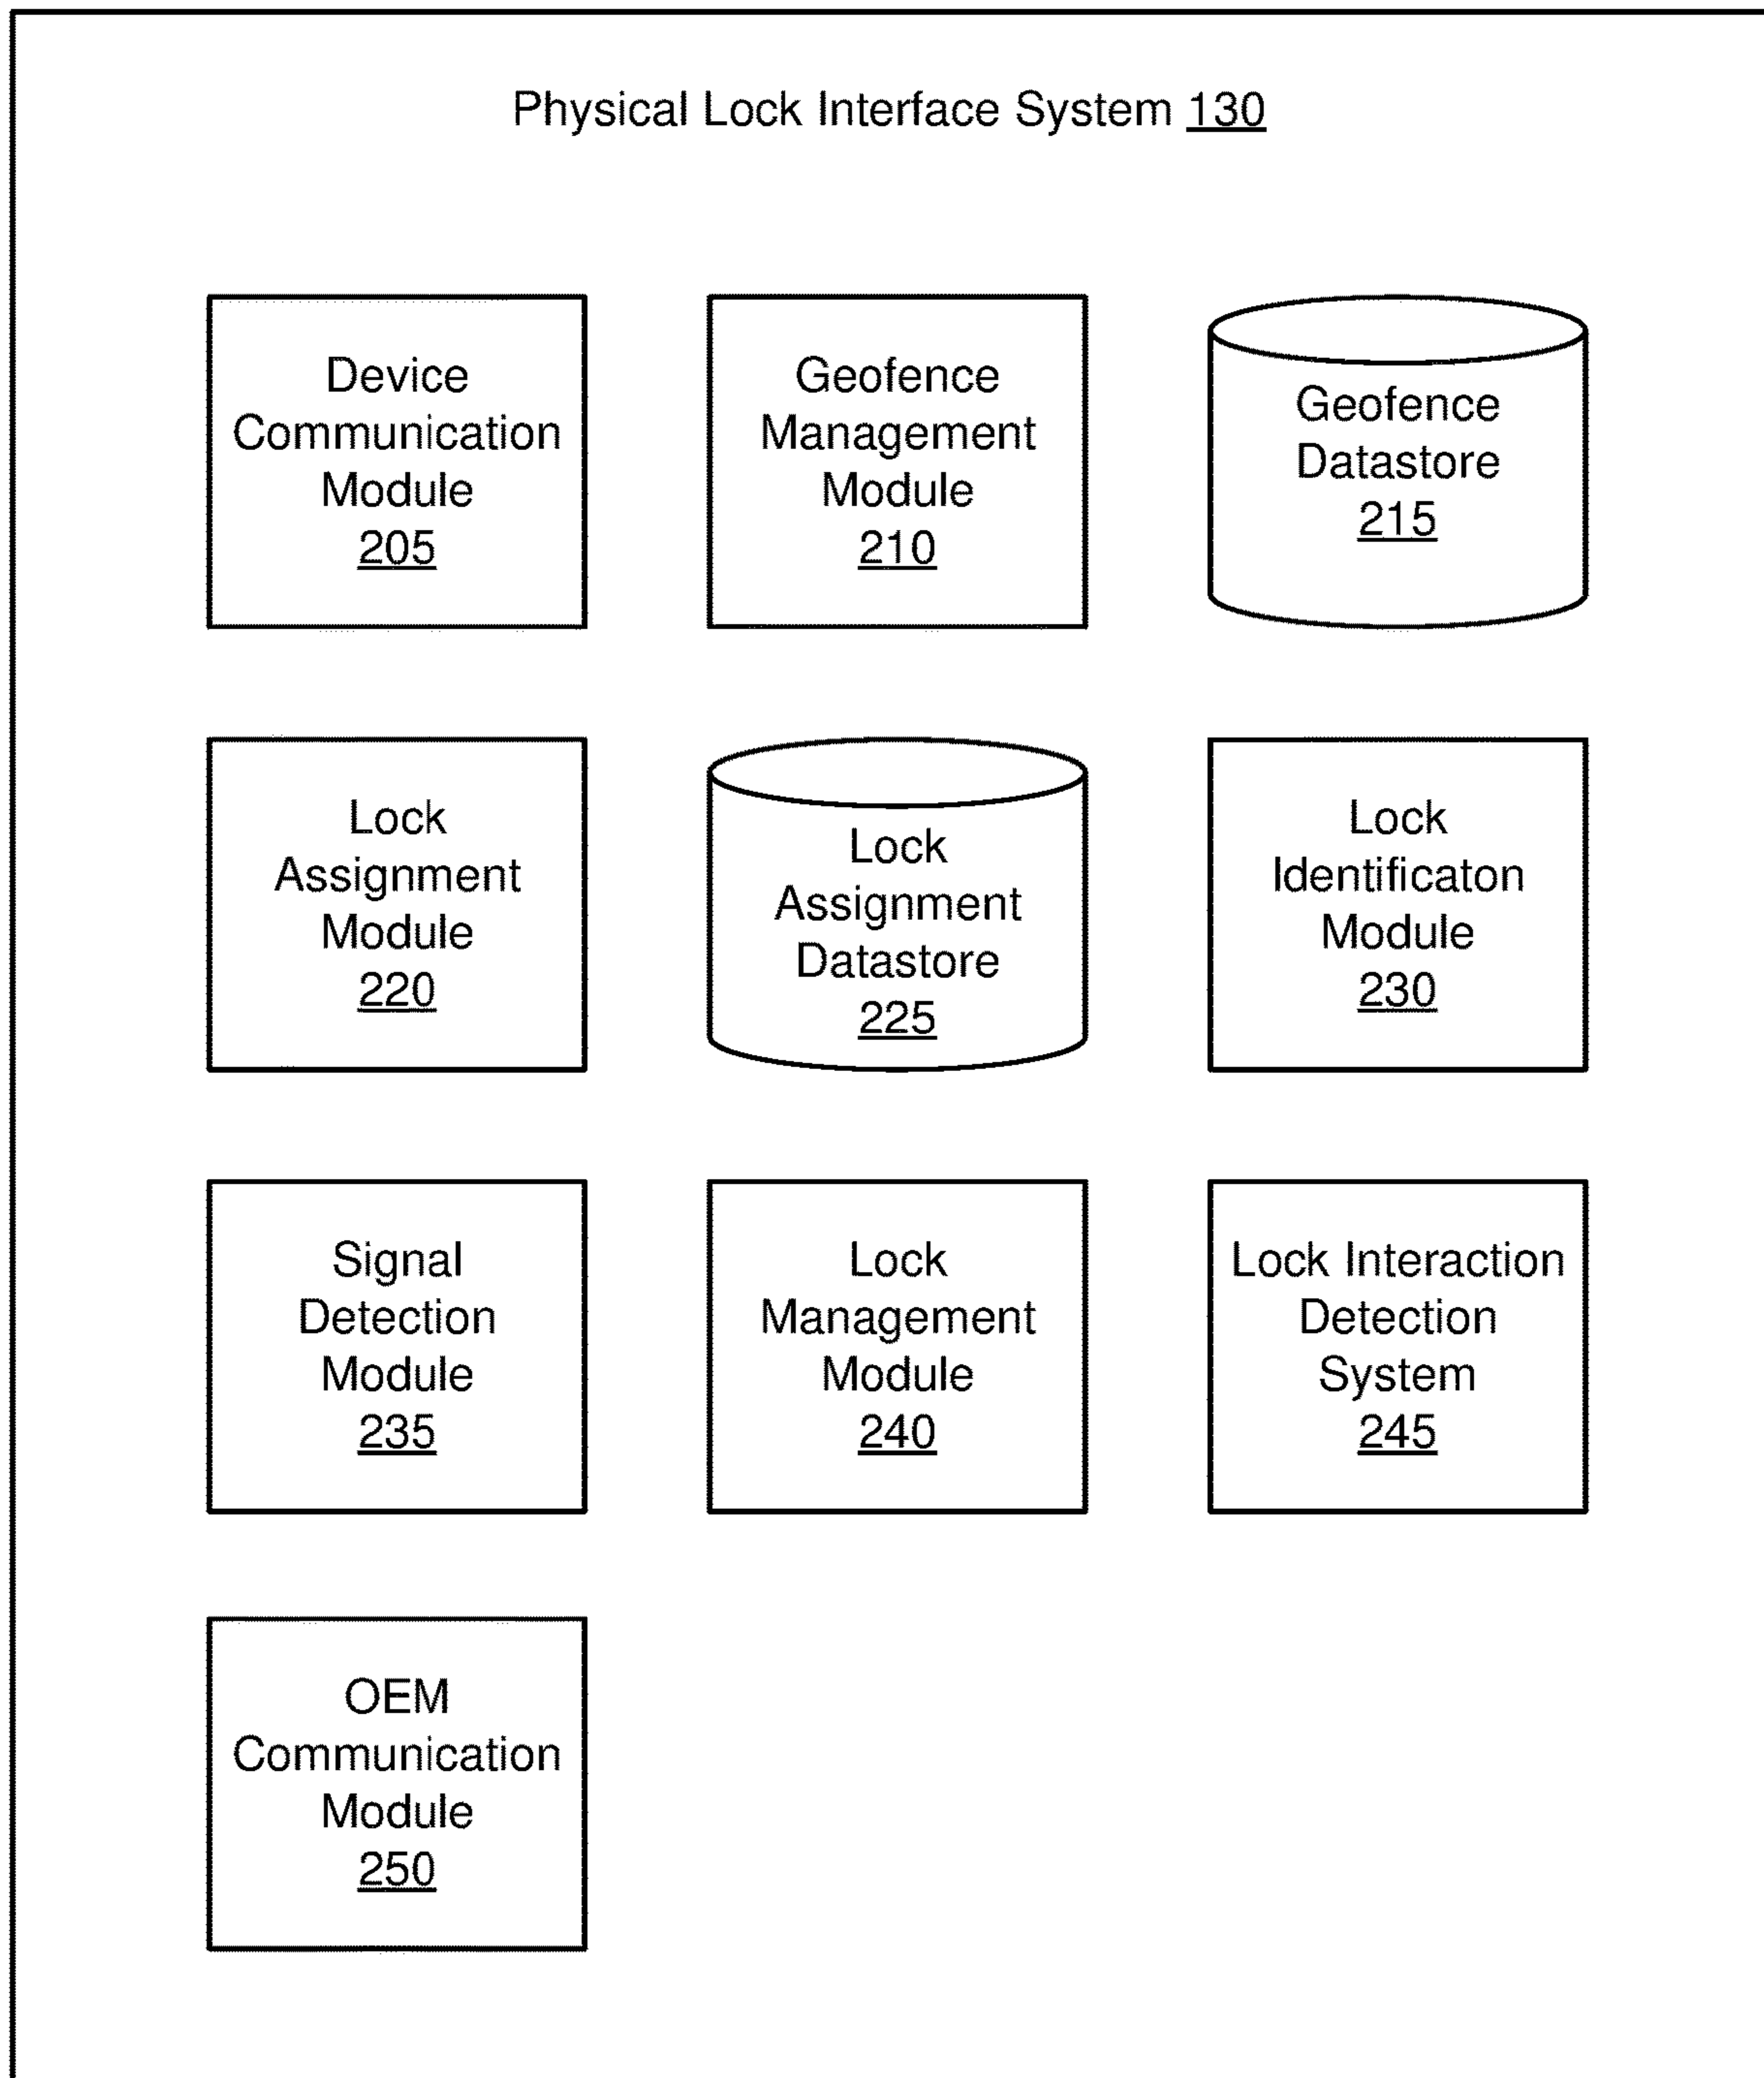 Physical Lock Interface System 130
Device
Communication
Module
205
Geofence
Management
Module
210
Geofence
Datastore
215
Lock
Assignment
Module
220
Lock
Assignment
Datastore
225
Lock
Identificaton
Module
230
Signal
Detection
Module
235
Lock
Management
Module
240
Lock Interaction
Detection
System
245
OEM
Communication
Module
250